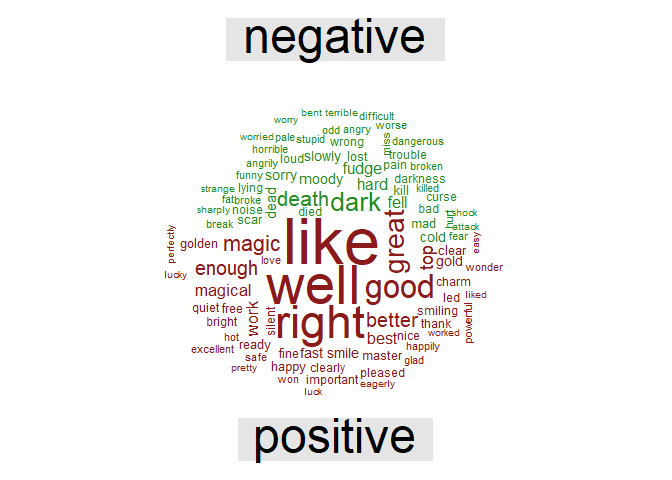 negative
bent terrible difficult
worry
odd angry worse
worried pale stupid wrong miss dangerous
horrible loud slowly lost trouble
angrily fudge pain broken
funny sorry moody hard darkness
strange lying dead death dark kill killed
fat broke fell curse
sharply noise died bad hurt shock
break scar mad attack
cold fear
perfectly golden magic like great top clear easy
love gold wonder
lucky enough well good charm
magical led liked
quiet free work silent right better smiling powerful
bright thank worked
hot ready best nice happily
excellent safe fine fast smile master glad
pretty happy clearly pleased
won important eagerly
luck
positive